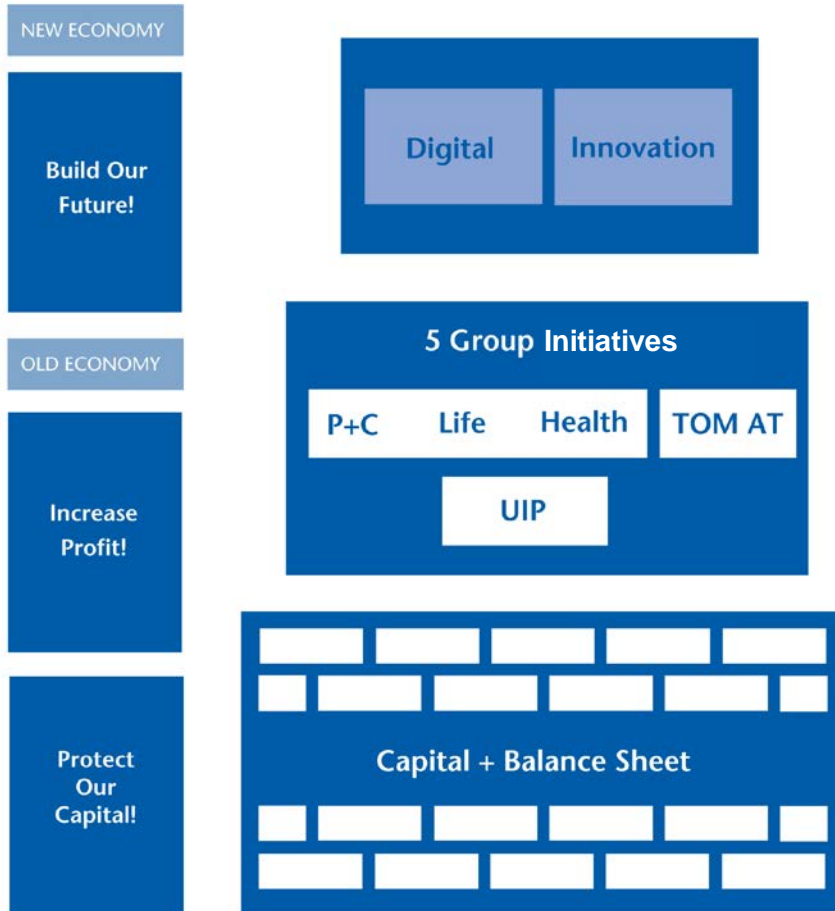 NEW ECONOMY
Build Our
Future!
Digital
Innovation
OLD ECONOMY
Increase
Profit!
5 Group Initiatives
P+C
Life
Health
TOM AT
UIP
Protect
Our
Capital!
Capital + Balance Sheet